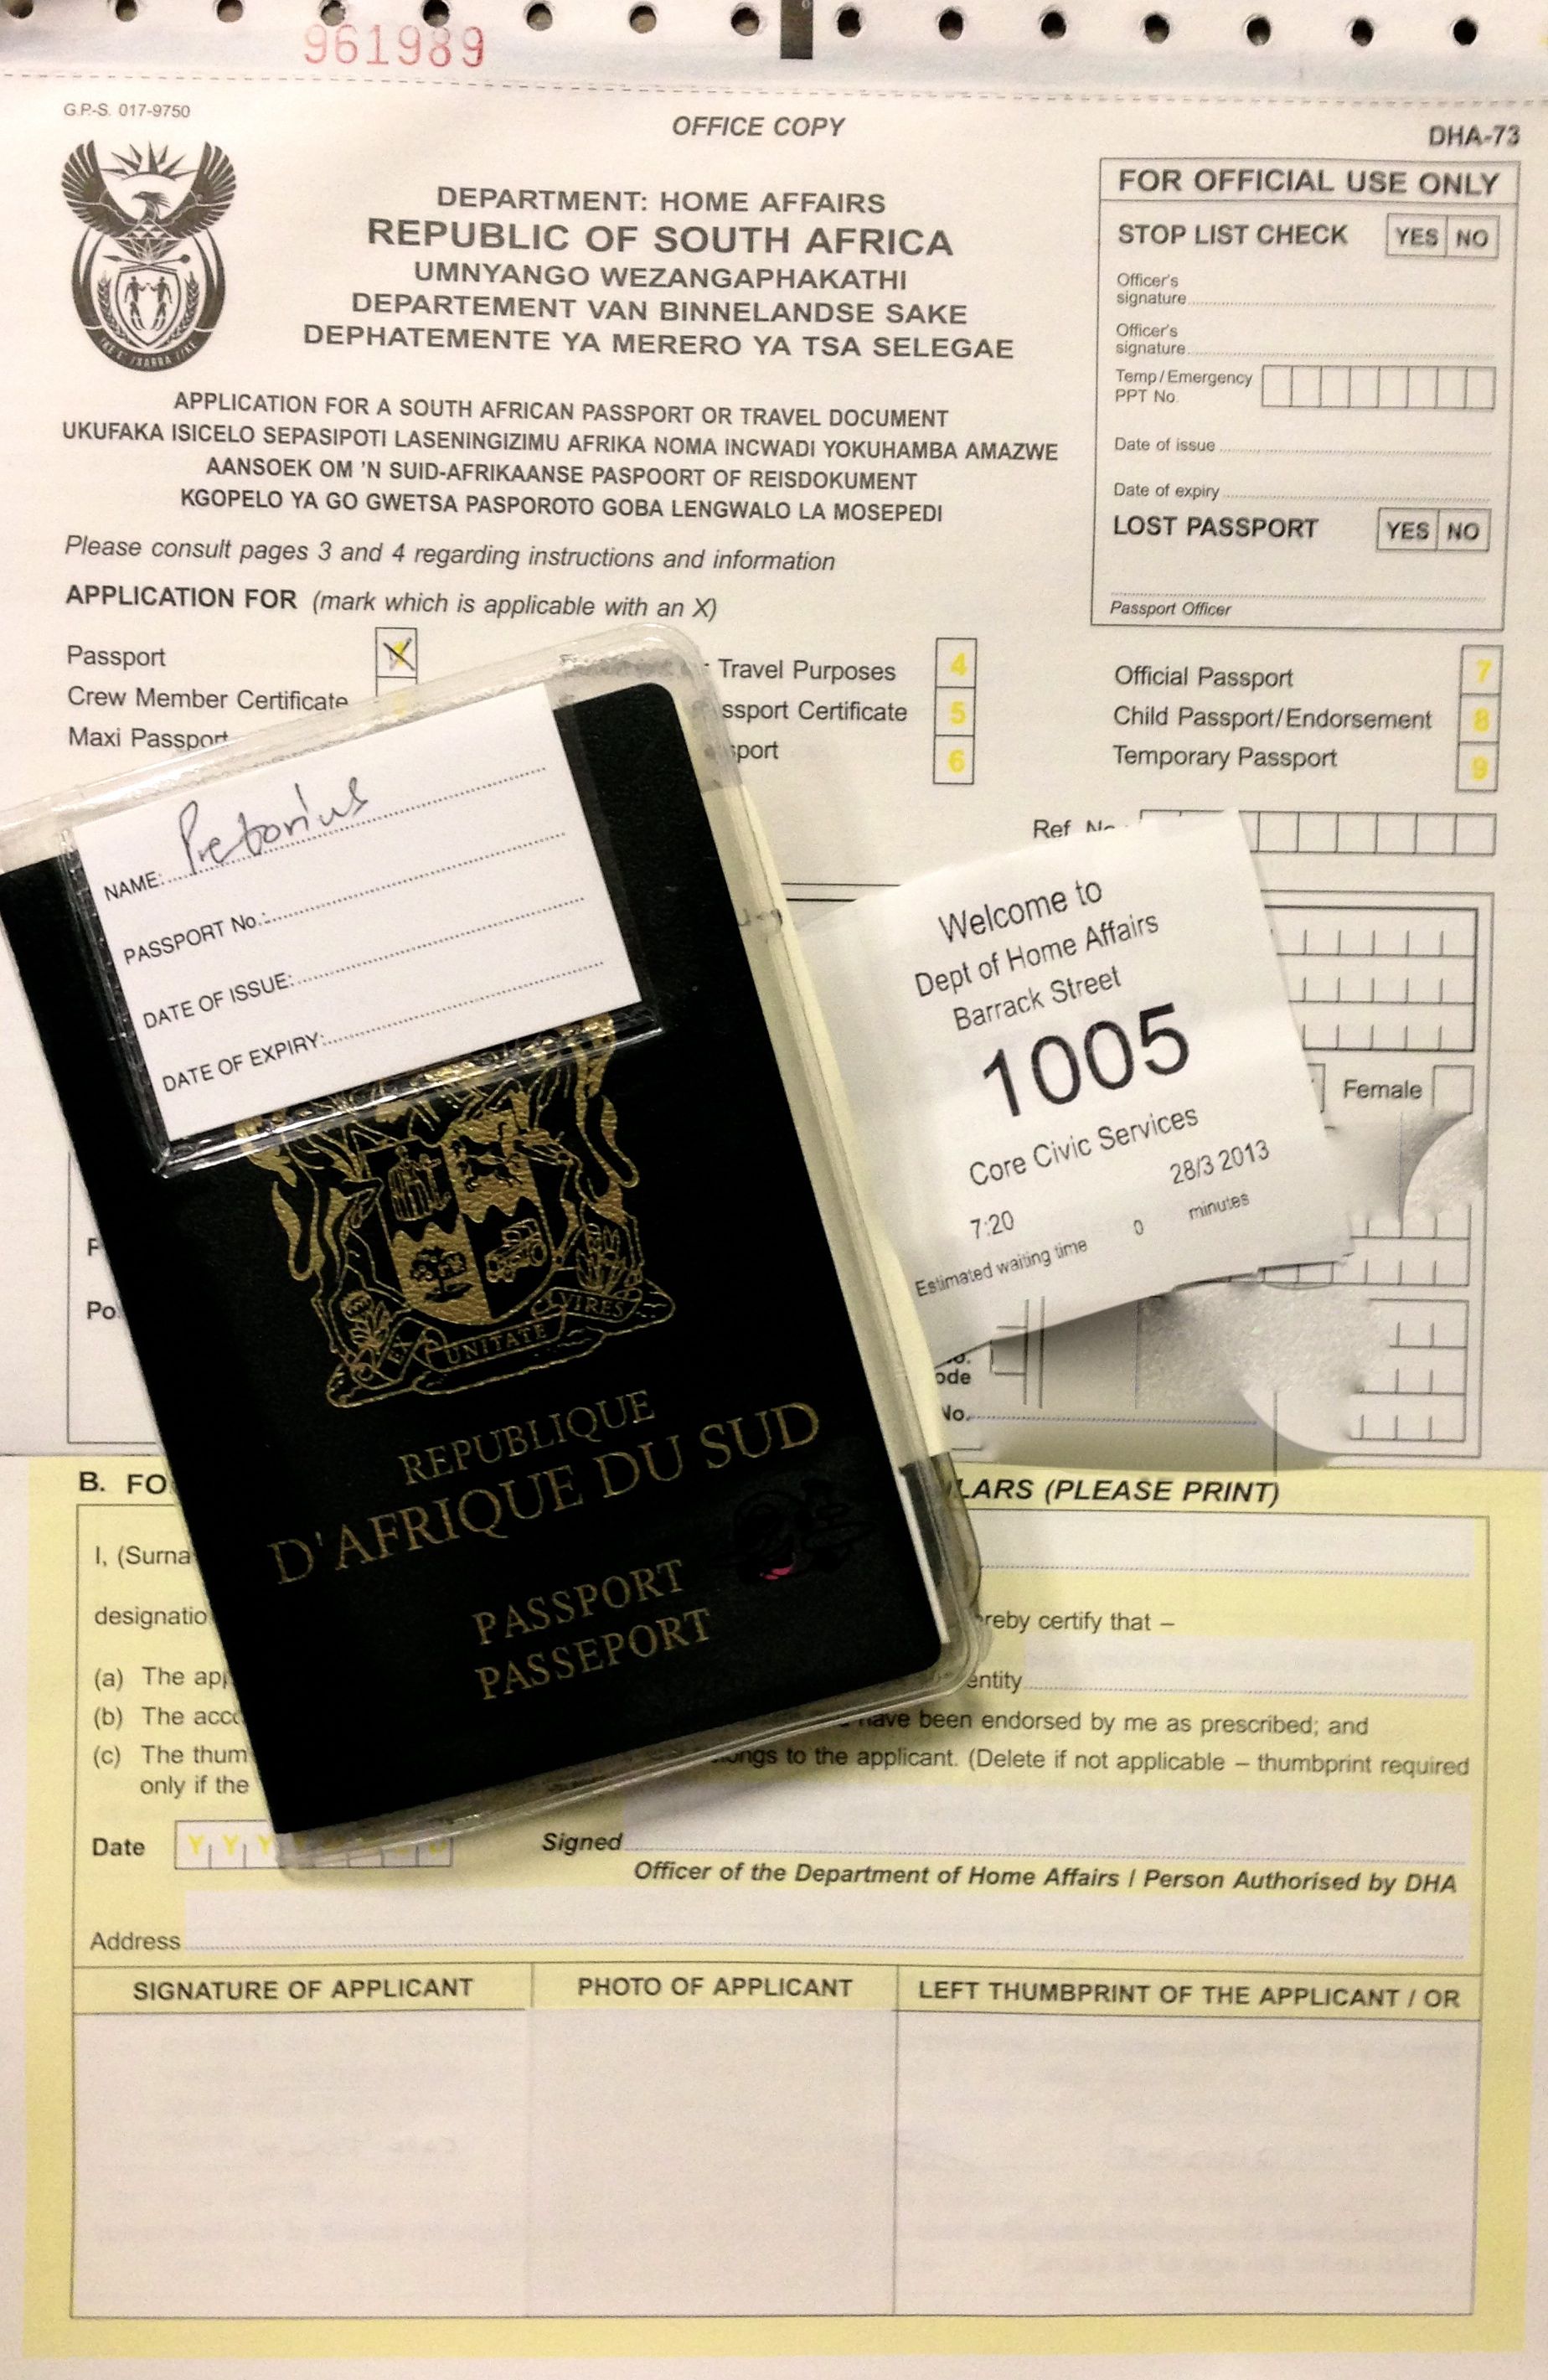 961989
G.P.-S. 017-9750
OFFICE COPY
DHA-73
DEPARTMENT: HOME AFFAIRS
REPUBLIC OF SOUTH AFRICA
UMNYANGO WEZANGAPHAKATHI
DEPARTEMENT VAN BINNELANDSE SAKE
DEPHATEMENTE YA MERERO YA TSA SELEGAE
APPLICATION FOR A SOUTH AFRICAN PASSPORT OR TRAVEL DOCUMENT
UKUFAKA ISICELO SEPASIPOTI LASENINGIZIMU AFRIKA NOMA INCWADI YOKUHAMBA AMAZWE
AANSOEK OM 'N SUID-AFRIKAANSE PASPOORT OF REISDOKUMENT
KGOPELO YA GO GWETSA PASPOROTO GOBA LENGWALO LA MOSEPEDI
Please consult pages 3 and 4 regarding instructions and information
APPLICATION FOR (mark which is applicable with an X)
FOR OFFICIAL USE ONLY
STOP LIST CHECK YES NO
Officer's
signature
Officer's
signature
Temp/Emergency
PPT No.
Date of issue
Date of expiry
LOST PASSPORT YES NO
Passport Officer
Passport X
Crew Member Certificate
Maxi Passport
Travel Purposes 4
ssport Certificate 5
sport 6
Official Passport 7
Child Passport/Endorsement 8
Temporary Passport 9
Ref. No.
NAME: Pretorius
PASSPORT No.:
DATE OF ISSUE:
DATE OF EXPIRY:
EX UNITATE VIRES
REPUBLIQUE
D'AFRIQUE DU SUD
PASSPORT
PASSEPORT
Welcome to
Dept of Home Affairs
Barrack Street
1005
Core Civic Services
28/3 2013
7:20
Estimated waiting time 0 minutes
Female
Po
ode
No.
B. FO
LARS (PLEASE PRINT)
I, (Surna
designatio
reby certify that –
(a) The app
entity
(b) The acco
have been endorsed by me as prescribed; and
(c) The thum
ongs to the applicant. (Delete if not applicable – thumbprint required
only if the
Date Y Y Y
Signed
Officer of the Department of Home Affairs / Person Authorised by DHA
Address
SIGNATURE OF APPLICANT
PHOTO OF APPLICANT
LEFT THUMBPRINT OF THE APPLICANT / OR